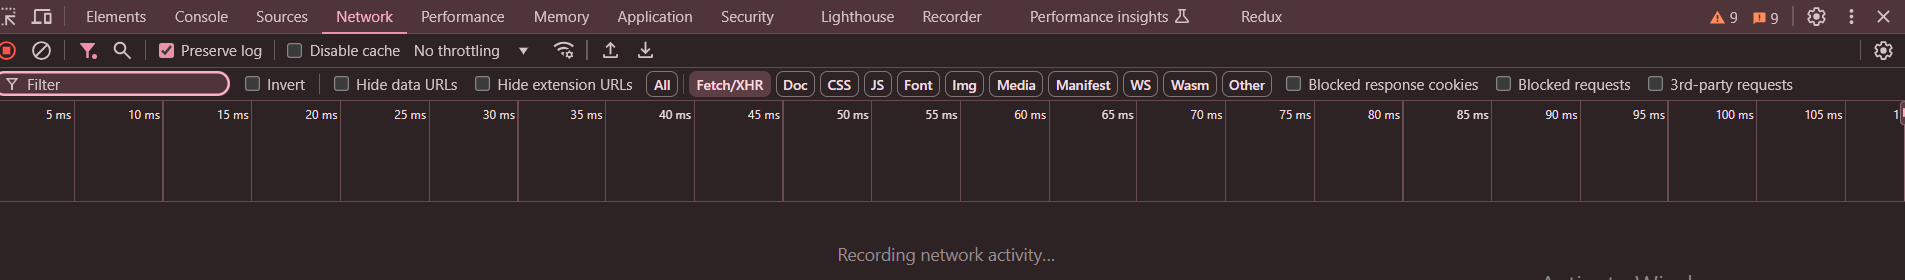 Elements Console Sources Network Performance Memory Application Security Lighthouse Recorder Performance insights Redux 9 9
Preserve log Disable cache No throttling
Filter Invert Hide data URLs Hide extension URLs All Fetch/XHR Doc CSS JS Font Img Media Manifest WS Wasm Other Blocked response cookies Blocked requests 3rd-party requests
5 ms 10 ms 15 ms 20 ms 25 ms 30 ms 35 ms 40 ms 45 ms 50 ms 55 ms 60 ms 65 ms 70 ms 75 ms 80 ms 85 ms 90 ms 95 ms 100 ms 105 ms
Recording network activity...